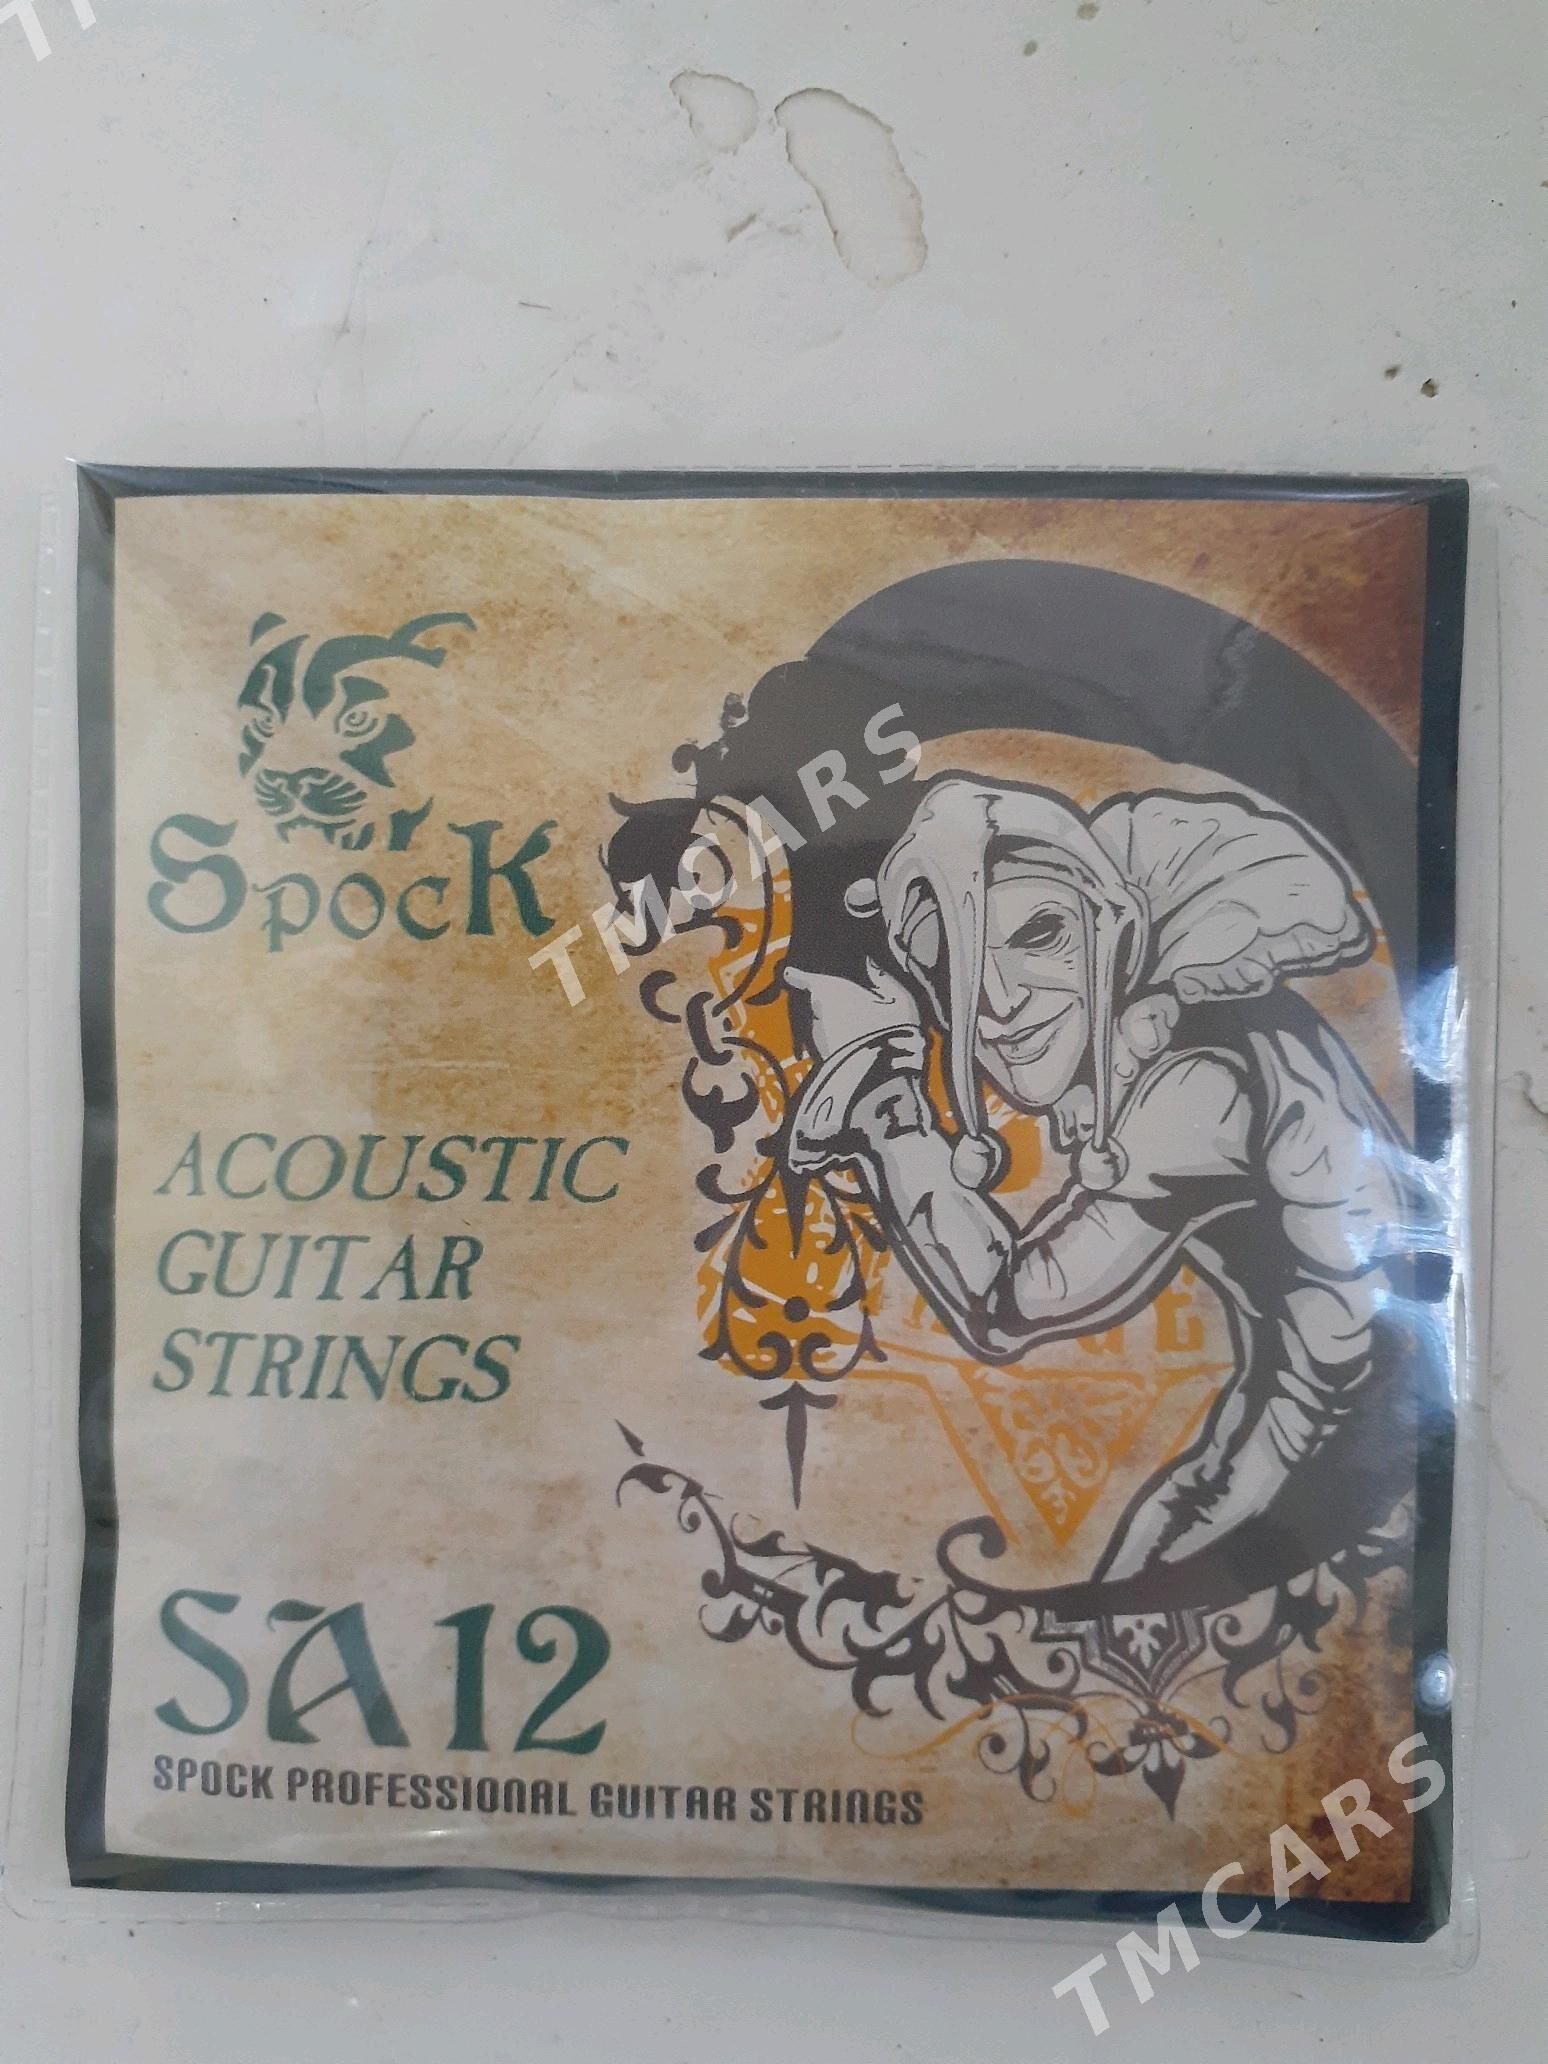 SpocK
ACOUSTIC
GUITAR
STRINGS
SA12
SPOCK PROFESSIONAL GUITAR STRINGS
TMCARS
TMCARS